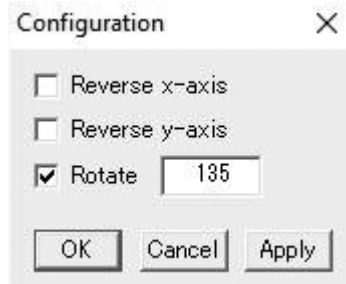 Configuration
Reverse x-axis
Reverse y-axis
Rotate 135
OK Cancel Apply